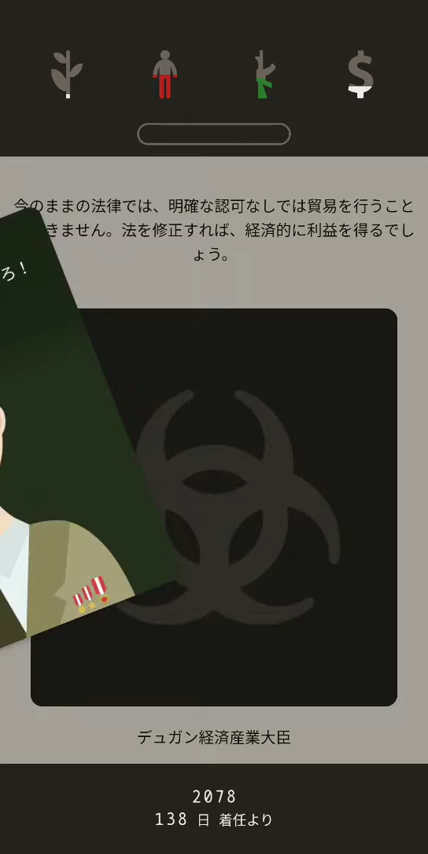 今のままの法律では、明確な認可なしでは貿易を行うこと
きません。法を修正すれば、経済的に利益を得るでし
ょう。
ろ！
デュガン経済産業大臣
2078
138 日 着任より